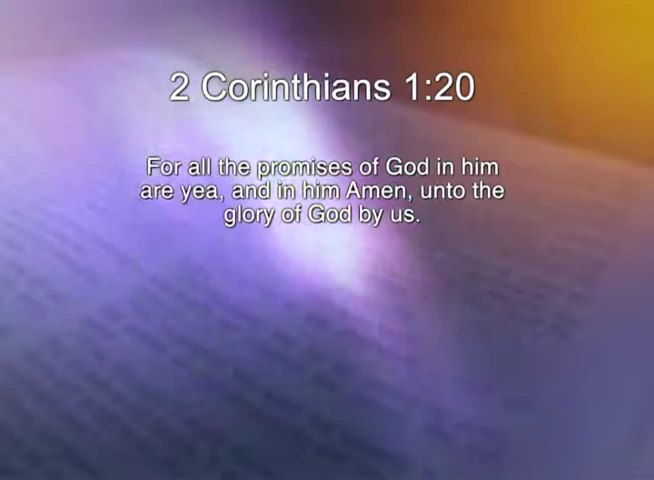 2 Corinthians 1:20
For all the promises of God in him
are yea, and in him Amen, unto the
glory of God by us.